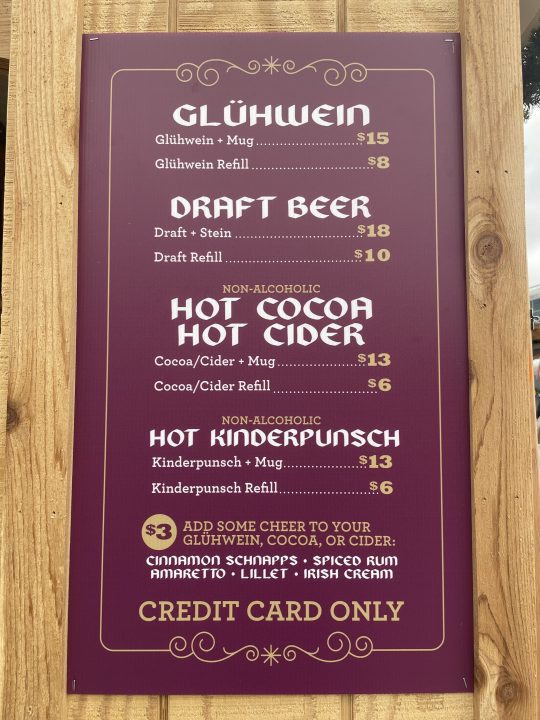 GLÜHWEIN
Glühwein + Mug $15
Glühwein Refill $8
DRAFT BEER
Draft + Stein $18
Draft Refill $10
NON-ALCOHOLIC
HOT COCOA
HOT CIDER
Cocoa/Cider + Mug $13
Cocoa/Cider Refill $6
NON-ALCOHOLIC
HOT KINDERPUNSCH
Kinderpunsch + Mug $13
Kinderpunsch Refill $6
$3 ADD SOME CHEER TO YOUR
GLÜHWEIN, COCOA, OR CIDER:
CINNAMON SCHNAPPS • SPICED RUM
AMARETTO • LILLET • IRISH CREAM
CREDIT CARD ONLY